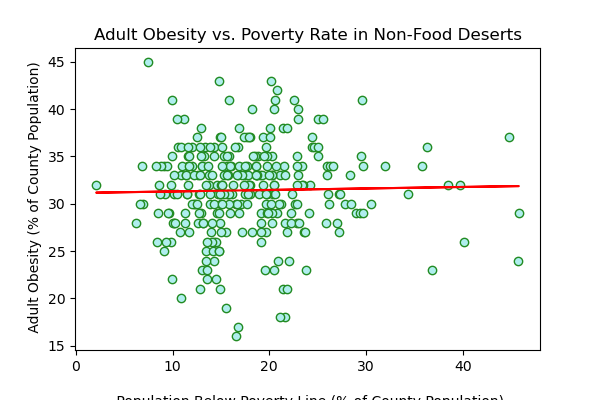 Adult Obesity vs. Poverty Rate in Non-Food Deserts
Adult Obesity (% of County Population)
45
40
35
30
25
20
15
0 10 20 30 40
Population Below Poverty Line (% of County Population)